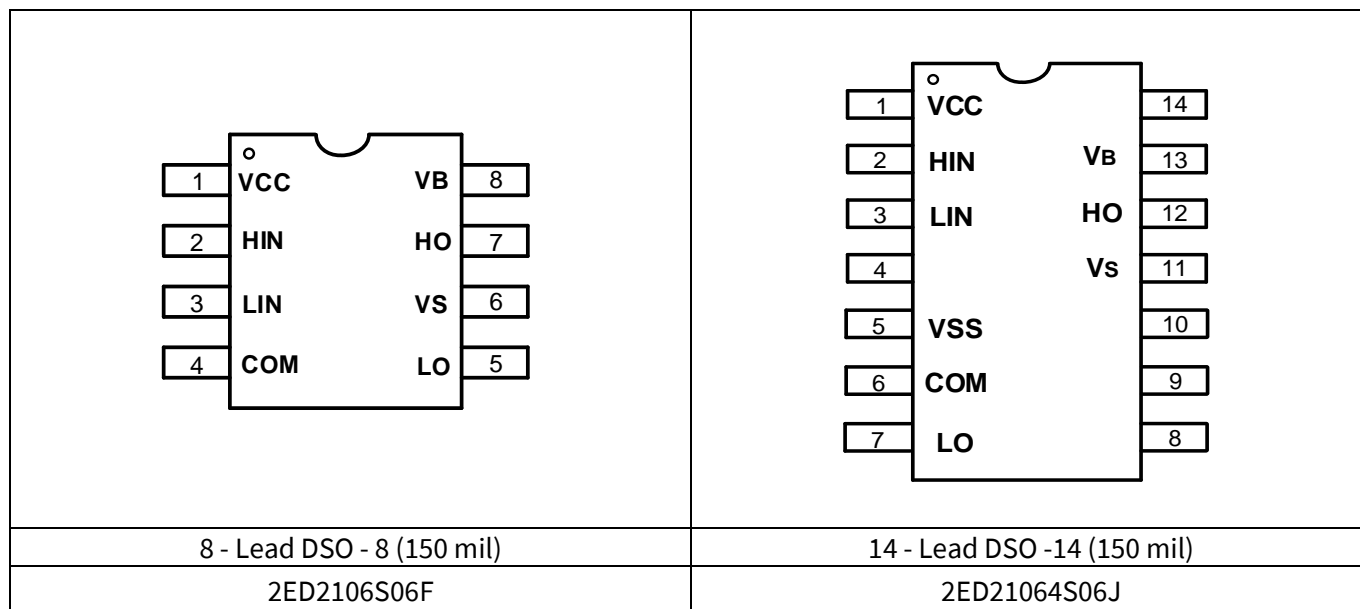 1 VCC VB 8
2 HIN HO 7
3 LIN VS 6
4 COM LO 5
1 VCC 14
2 HIN VB 13
3 LIN HO 12
4 Vs 11
5 VSS 10
6 COM 9
7 LO 8
8 - Lead DSO - 8 (150 mil)
14 - Lead DSO -14 (150 mil)
2ED2106S06F
2ED21064S06J